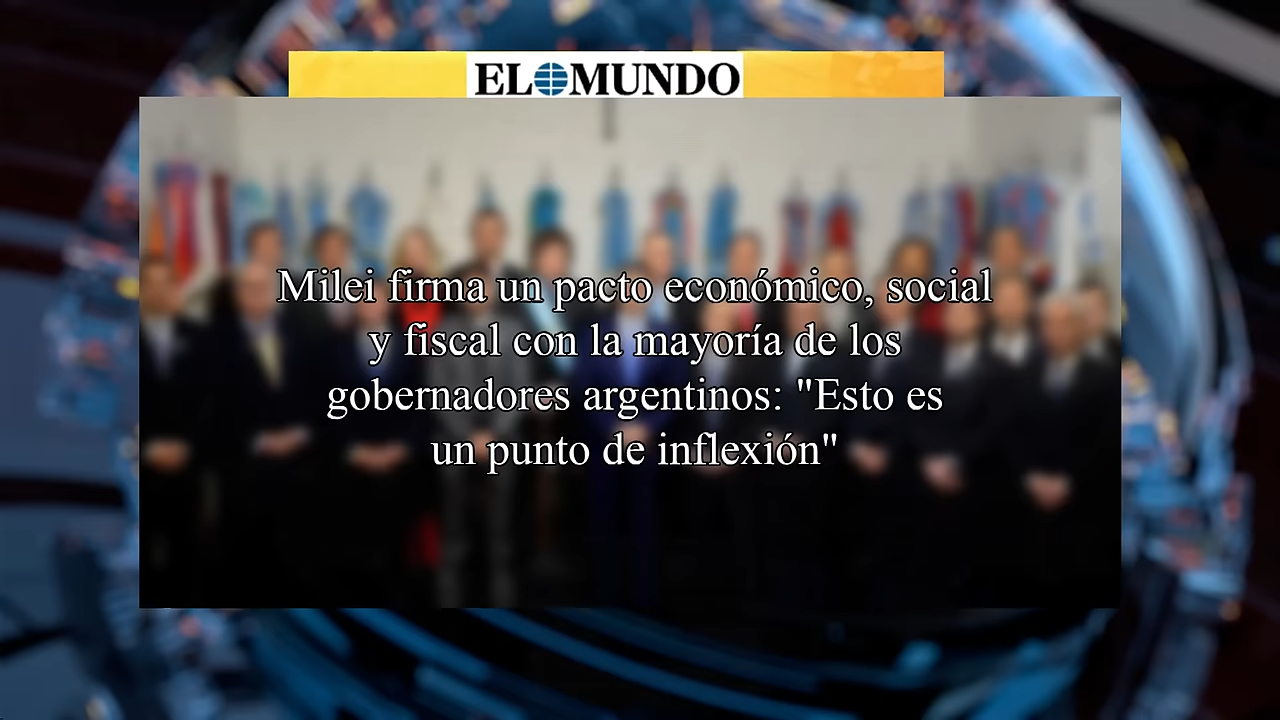 EL MUNDO
Milei firma un pacto económico, social
y fiscal con la mayoría de los
gobernadores argentinos: "Esto es
un punto de inflexión"